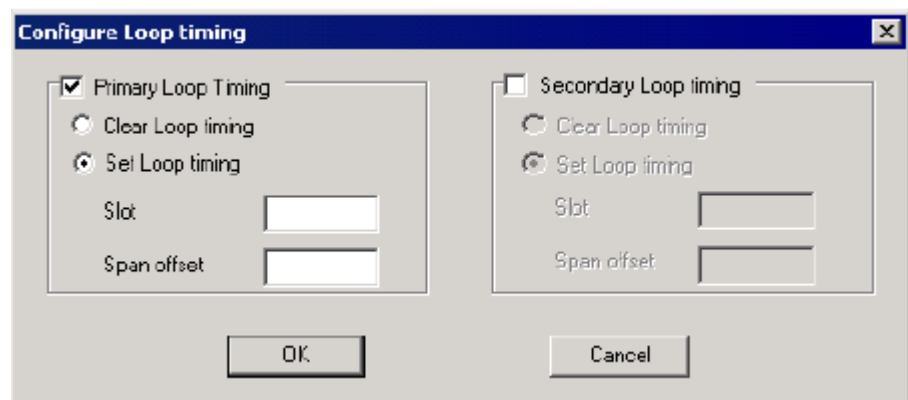 Configure Loop timing
Primary Loop Timing
Clear Loop timing
Set Loop timing
Slot
Span offset
Secondary Loop timing
Clear Loop timing
Set Loop timing
Slot
Span offset
OK
Cancel